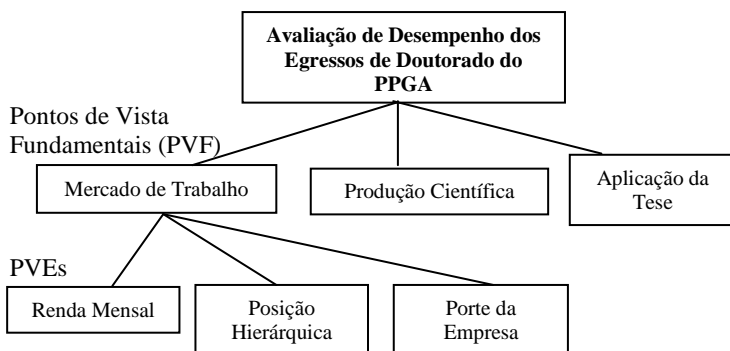 Avaliação de Desempenho dos
Egressos de Doutorado do
PPGA
Pontos de Vista
Fundamentais (PVF)
Mercado de Trabalho
Produção Científica
Aplicação da
Tese
PVEs
Renda Mensal
Posição
Hierárquica
Porte da
Empresa